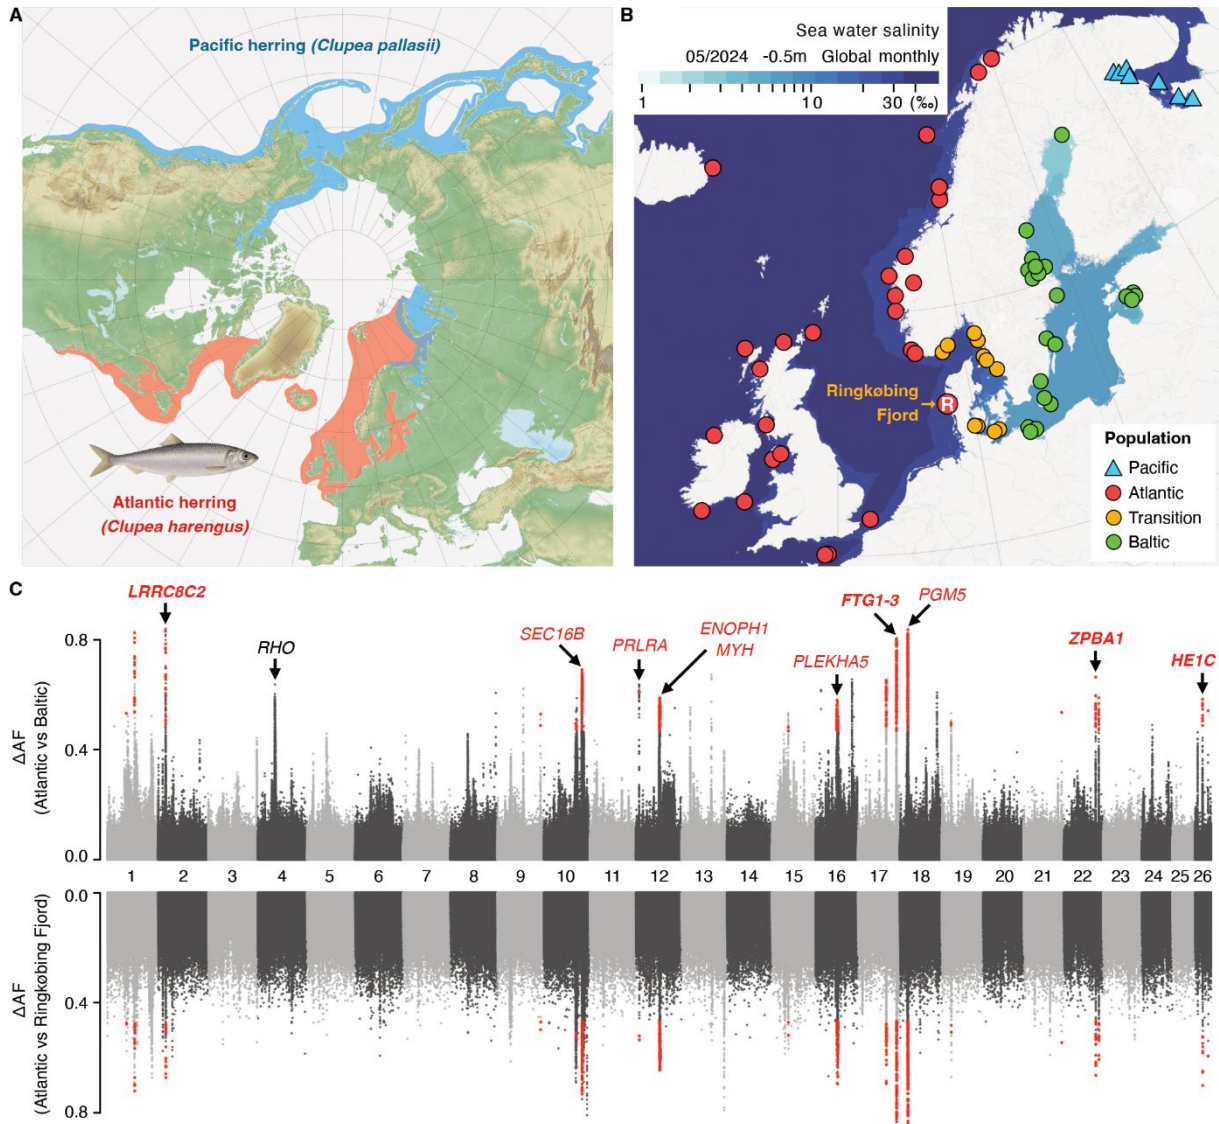 A
Pacific herring (Clupea pallasii)
Atlantic herring
(Clupea harengus)
B
Sea water salinity
05/2024 -0.5m Global monthly
1 10 30 (‰)
Ringkøbing
Fjord
R
Population
Pacific
Atlantic
Transition
Baltic
C
LRRC8C2
RHO
SEC16B
PRLRA
ENOPH1
MYH
PLEKHA5
FTG1-3
PGM5
ZPBA1
HE1C
ΔAF
(Atlantic vs Baltic)
0.8
0.4
0.0
1 2 3 4 5 6 7 8 9 10 11 12 13 14 15 16 17 18 19 20 21 22 23 24 25 26
ΔAF
(Atlantic vs Ringkøbing Fjord)
0.0
0.4
0.8